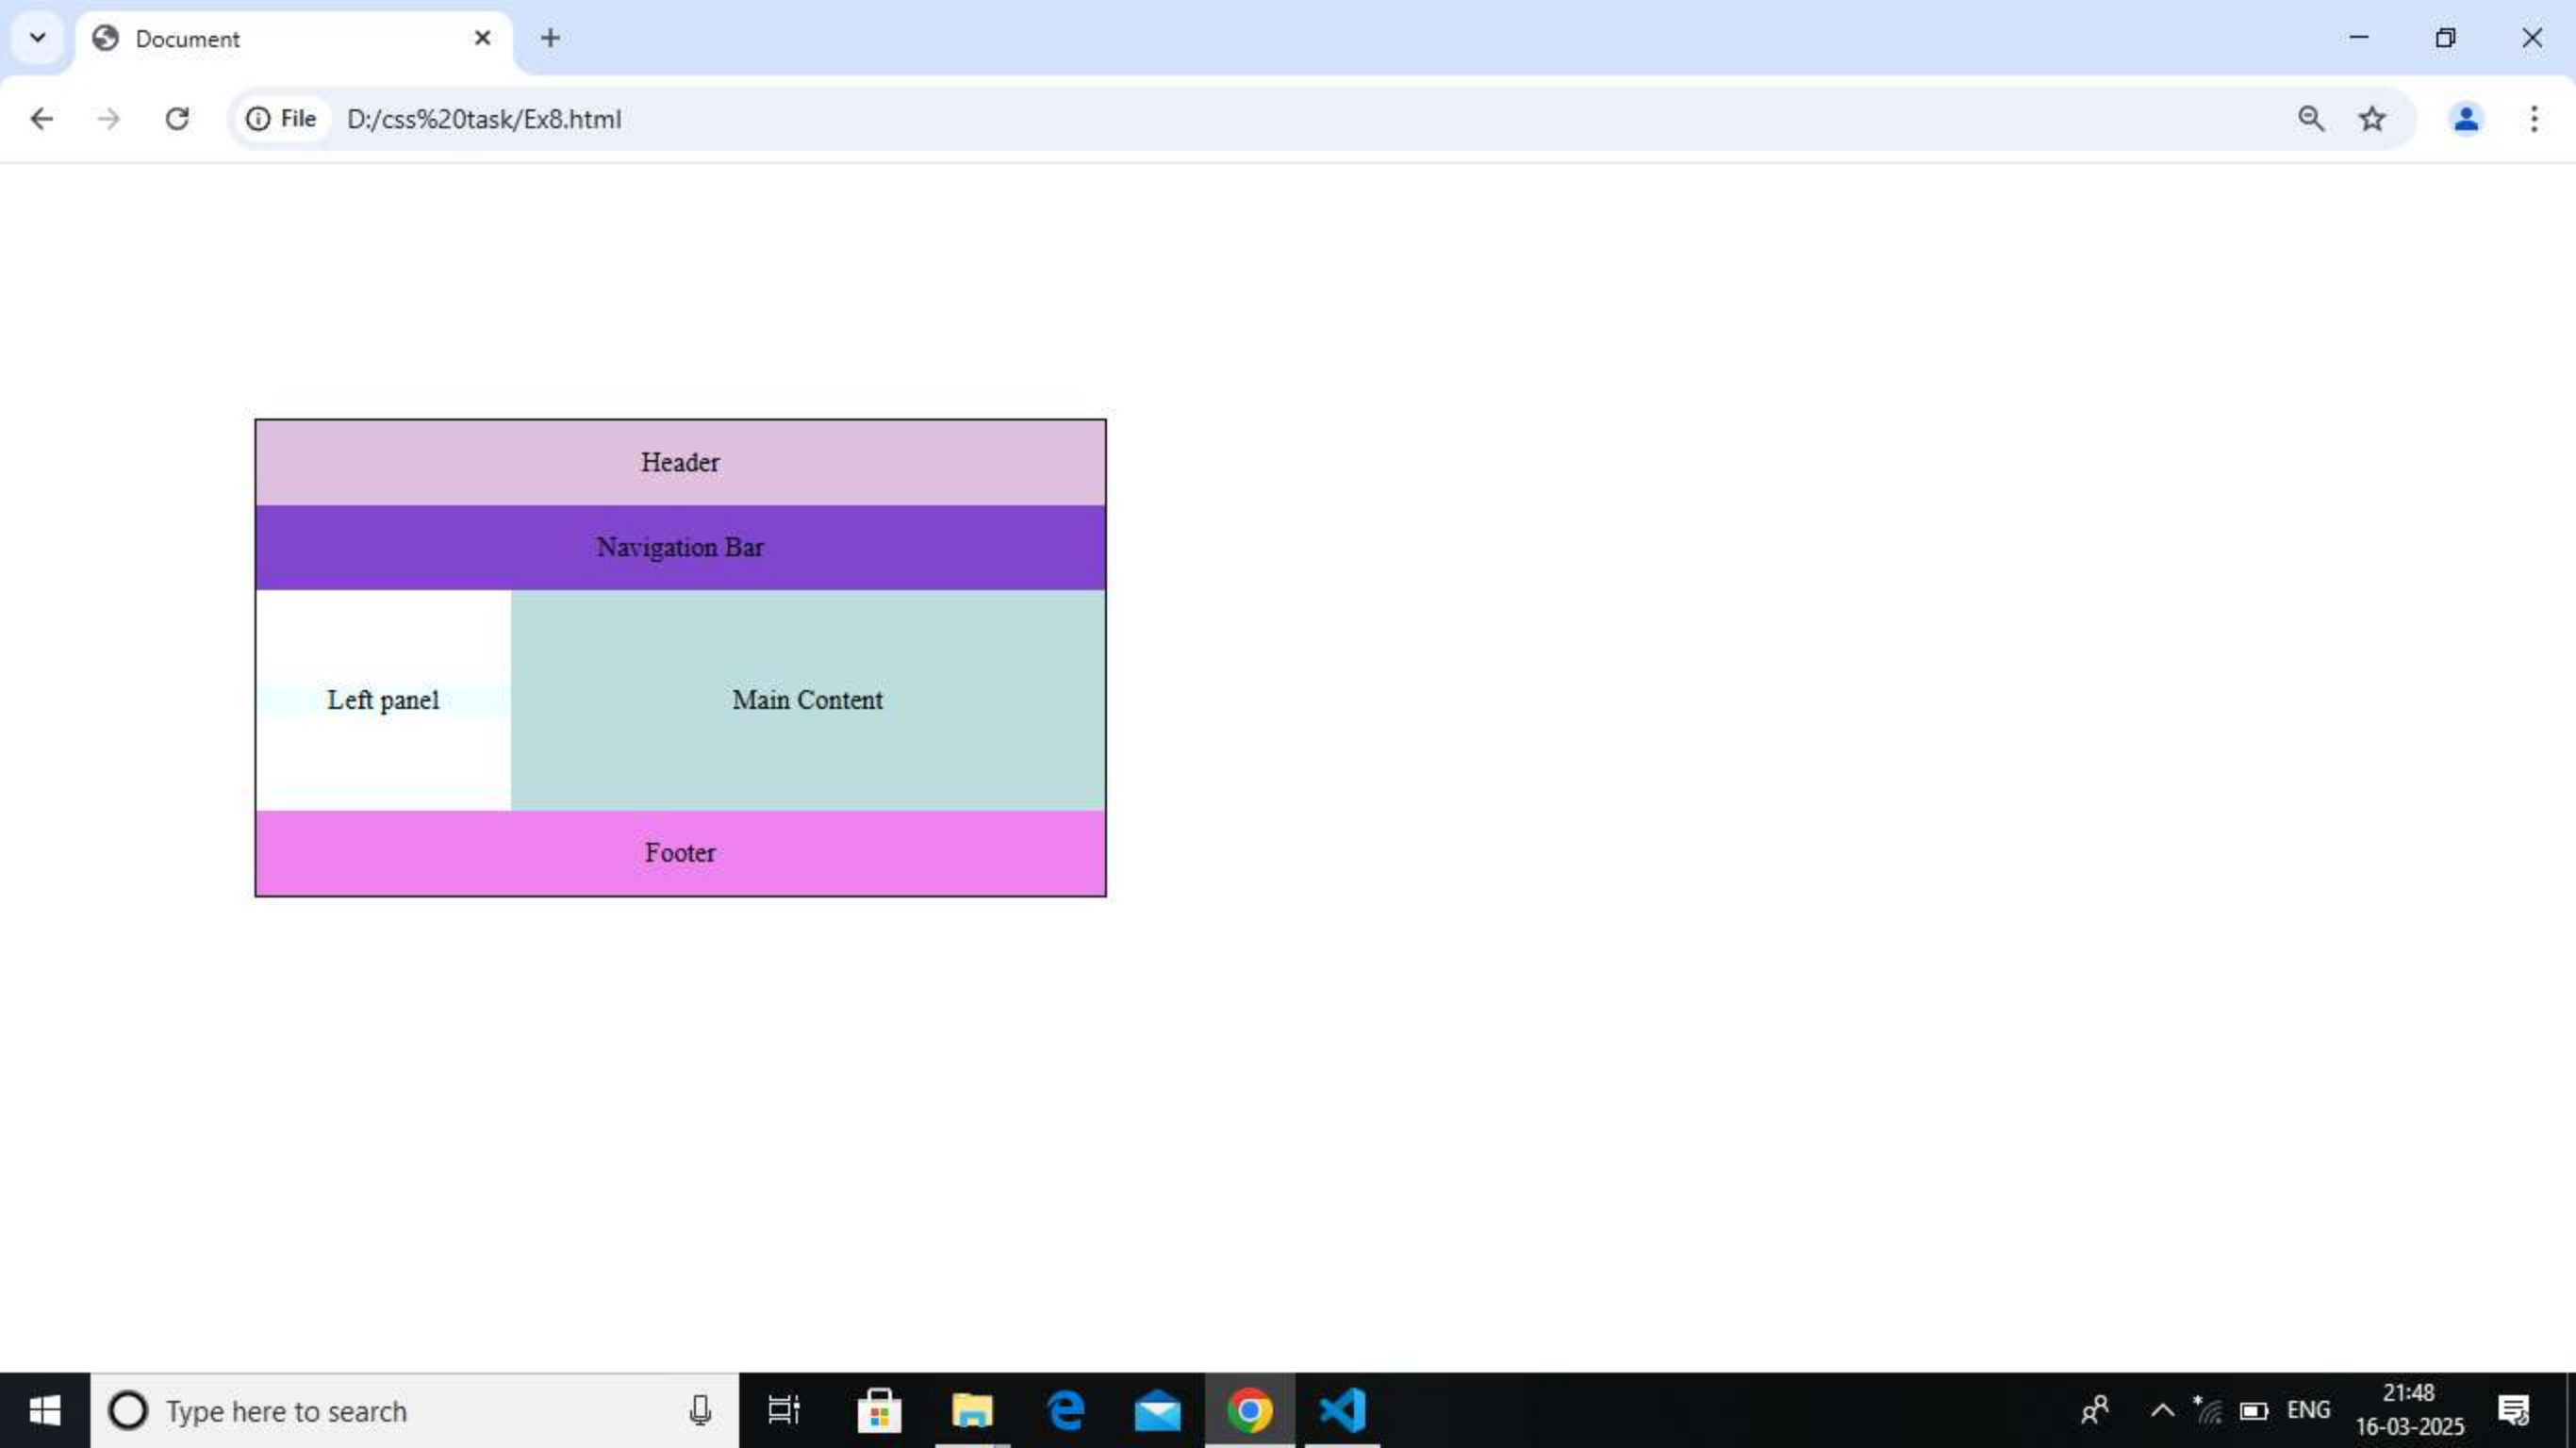 Document
File D:/css%20task/Ex8.html
Header
Navigation Bar
Left panel
Main Content
Footer
Type here to search
ENG
21:48
16-03-2025